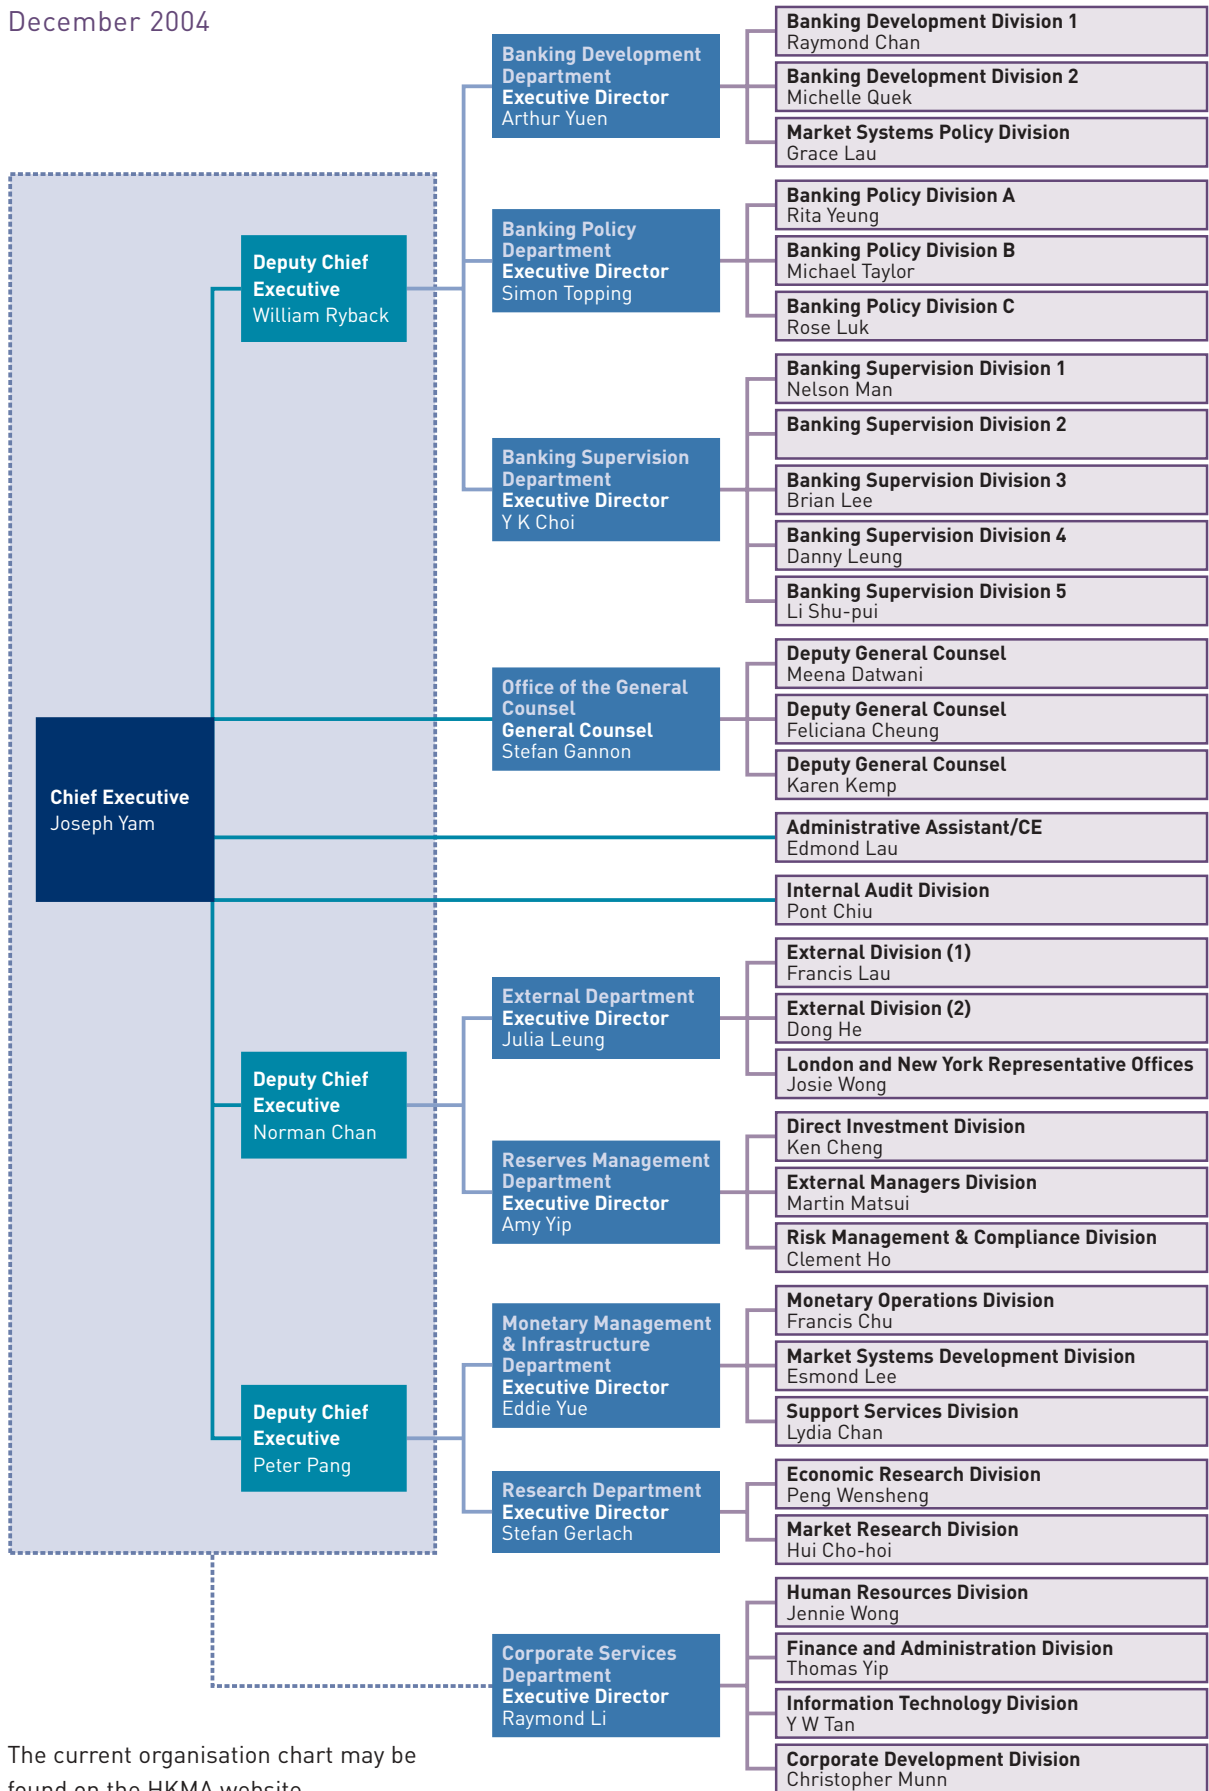 December 2004
Chief Executive
Joseph Yam
Deputy Chief
Executive
William Ryback
Banking Development
Department
Executive Director
Arthur Yuen
Banking Development Division 1
Raymond Chan
Banking Development Division 2
Michelle Quek
Market Systems Policy Division
Grace Lau
Banking Policy
Department
Executive Director
Simon Topping
Banking Policy Division A
Rita Yeung
Banking Policy Division B
Michael Taylor
Banking Policy Division C
Rose Luk
Banking Supervision
Department
Executive Director
Y K Choi
Banking Supervision Division 1
Nelson Man
Banking Supervision Division 2
Banking Supervision Division 3
Brian Lee
Banking Supervision Division 4
Danny Leung
Banking Supervision Division 5
Li Shu-pui
Office of the General
Counsel
General Counsel
Stefan Gannon
Deputy General Counsel
Meena Datwani
Deputy General Counsel
Feliciana Cheung
Deputy General Counsel
Karen Kemp
Administrative Assistant/CE
Edmond Lau
Internal Audit Division
Pont Chiu
Deputy Chief
Executive
Norman Chan
External Department
Executive Director
Julia Leung
External Division (1)
Francis Lau
External Division (2)
Dong He
London and New York Representative Offices
Josie Wong
Reserves Management
Department
Executive Director
Amy Yip
Direct Investment Division
Ken Cheng
External Managers Division
Martin Matsui
Risk Management & Compliance Division
Clement Ho
Deputy Chief
Executive
Peter Pang
Monetary Management
& Infrastructure
Department
Executive Director
Eddie Yue
Monetary Operations Division
Francis Chu
Market Systems Development Division
Esmond Lee
Support Services Division
Lydia Chan
Research Department
Executive Director
Stefan Gerlach
Economic Research Division
Peng Wensheng
Market Research Division
Hui Cho-hoi
Corporate Services
Department
Executive Director
Raymond Li
Human Resources Division
Jennie Wong
Finance and Administration Division
Thomas Yip
Information Technology Division
Y W Tan
Corporate Development Division
Christopher Munn
The current organisation chart may be
found on the HKMA website